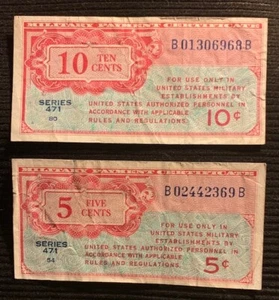 MILITARY PAYMENT CERTIFICATE
B01306968B
10 TEN CENTS
FOR USE ONLY IN
UNITED STATES MILITARY
ESTABLISHMENTS BY
UNITED STATES AUTHORIZED PERSONNEL IN
ACCORDANCE WITH APPLICABLE
RULES AND REGULATIONS
SERIES
471
10¢
MILITARY PAYMENT CERTIFICATE
B02442369B
5 FIVE CENTS
FOR USE ONLY IN
UNITED STATES MILITARY
ESTABLISHMENTS BY
UNITED STATES AUTHORIZED PERSONNEL IN
ACCORDANCE WITH APPLICABLE
RULES AND REGULATIONS.
SERIES
471
54
5¢